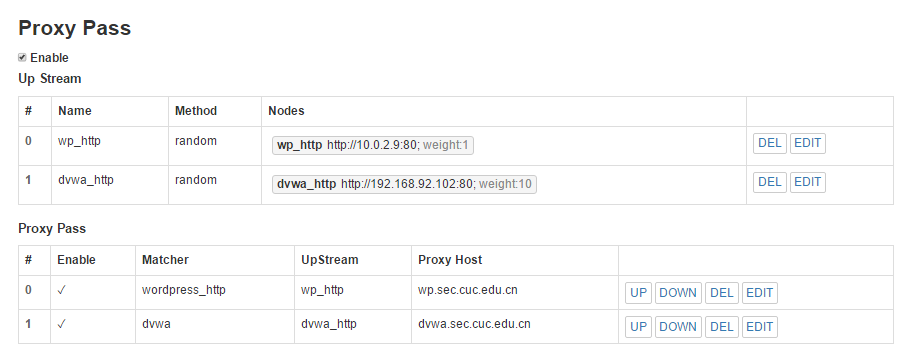 Proxy Pass
Enable
Up Stream
# Name Method Nodes
0 wp_http random wp_http http://10.0.2.9:80; weight:1 DEL EDIT
1 dvwa_http random dvwa_http http://192.168.92.102:80; weight:10 DEL EDIT
Proxy Pass
# Enable Matcher UpStream Proxy Host
0 ✓ wordpress_http wp_http wp.sec.cuc.edu.cn UP DOWN DEL EDIT
1 ✓ dvwa dvwa_http dvwa.sec.cuc.edu.cn UP DOWN DEL EDIT